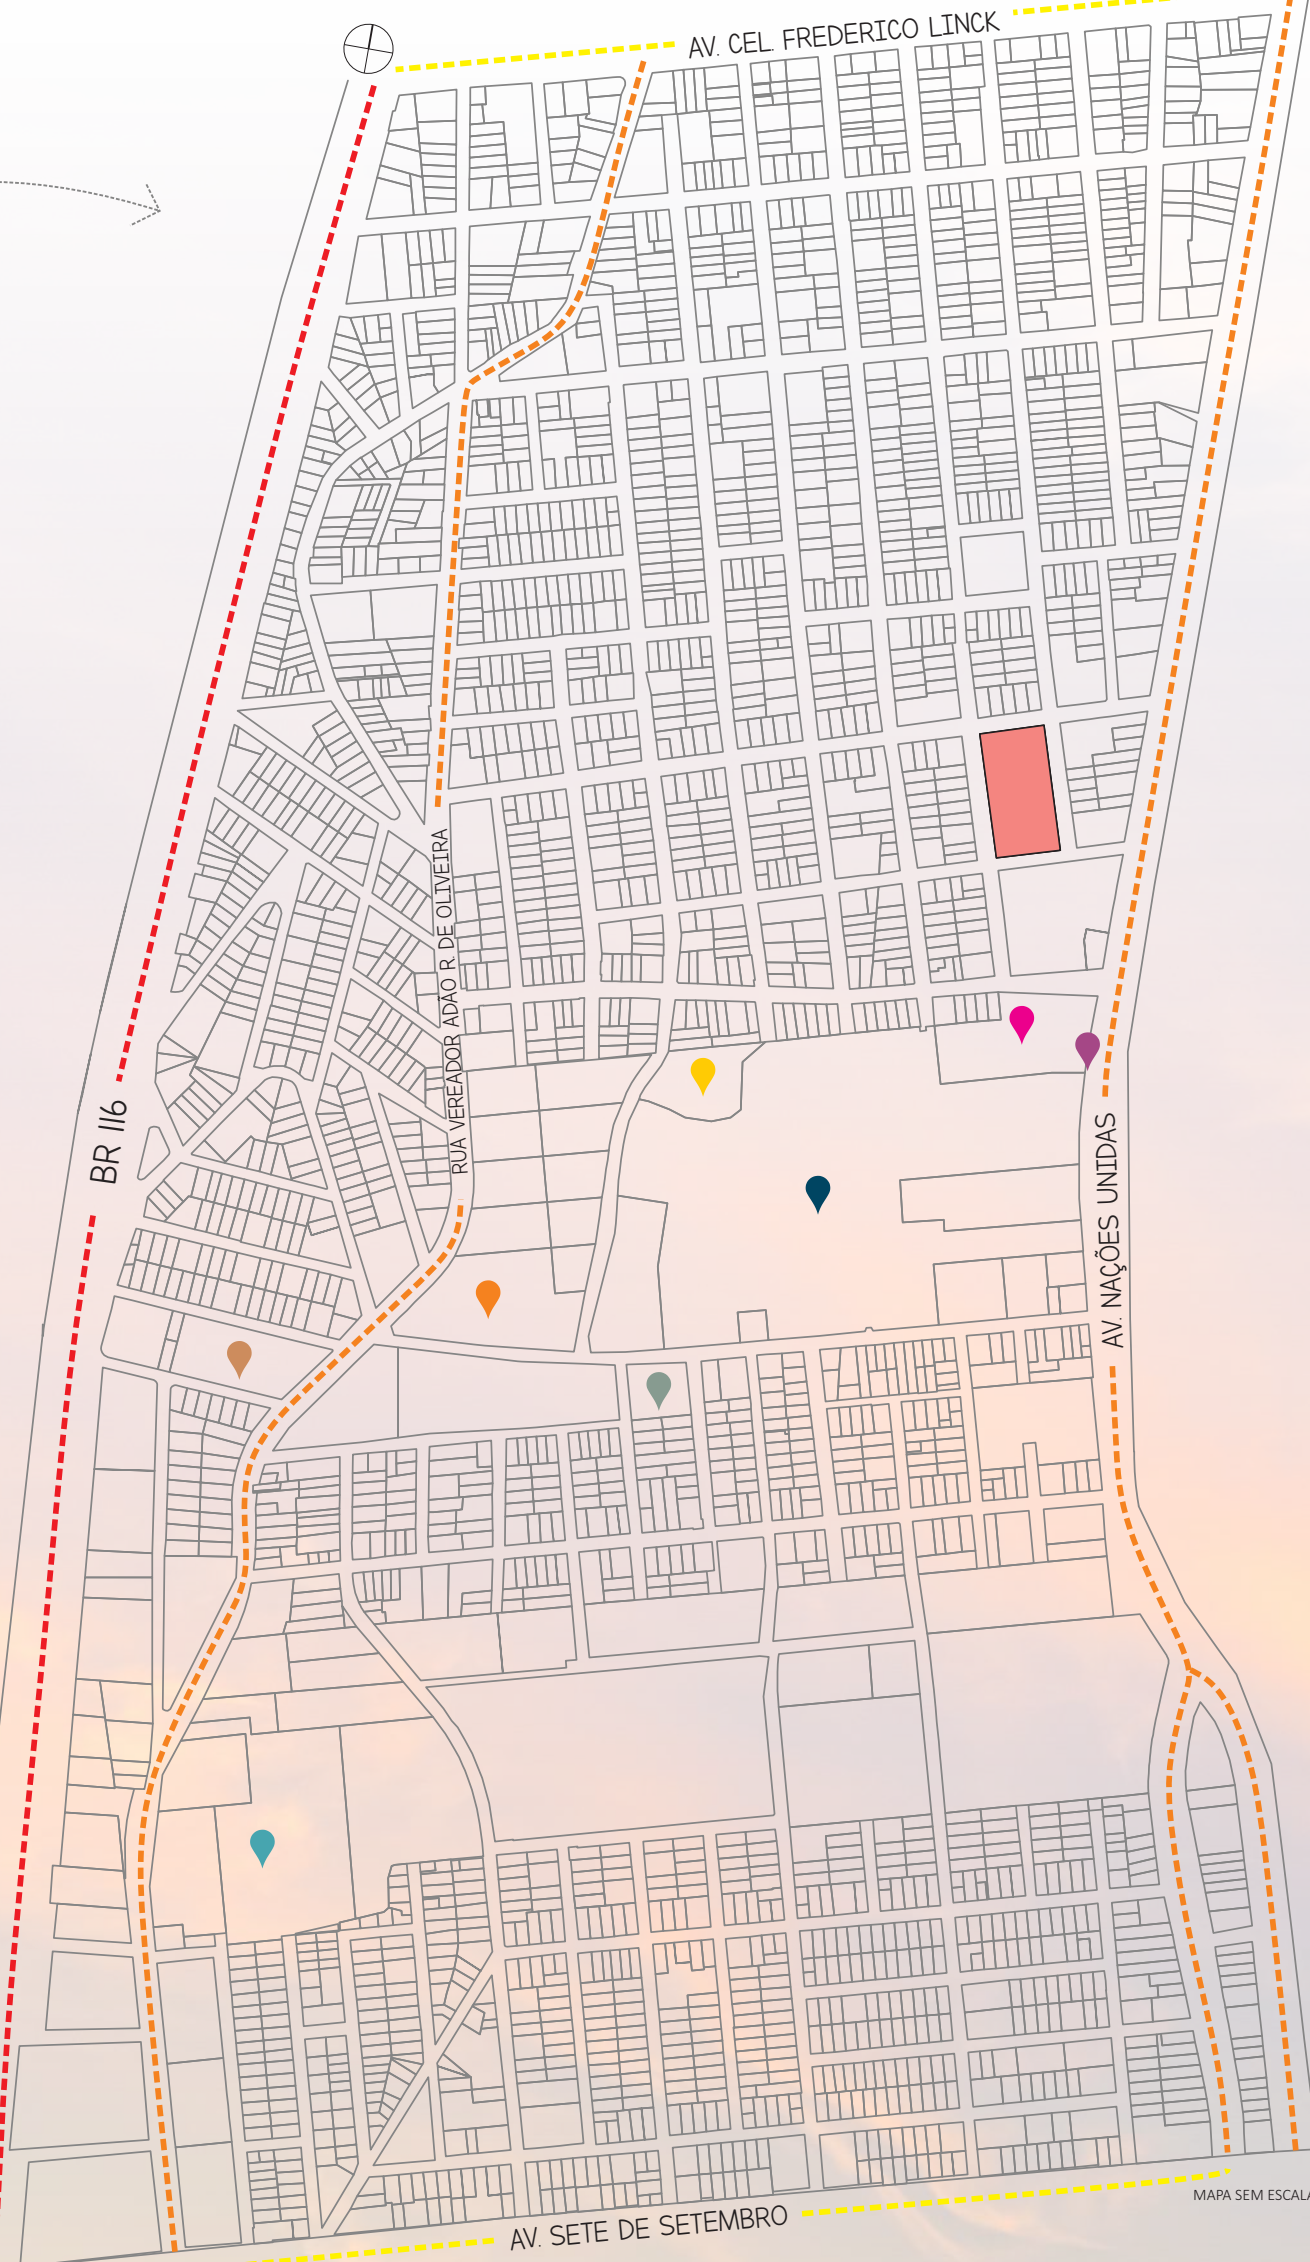 AV. CEL. FREDERICO LINCK
RUA VEREADOR ADÃO R. DE OLIVEIRA
BR 116
AV. NAÇÕES UNIDAS
MAPA SEM ESCALA
AV. SETE DE SETEMBRO